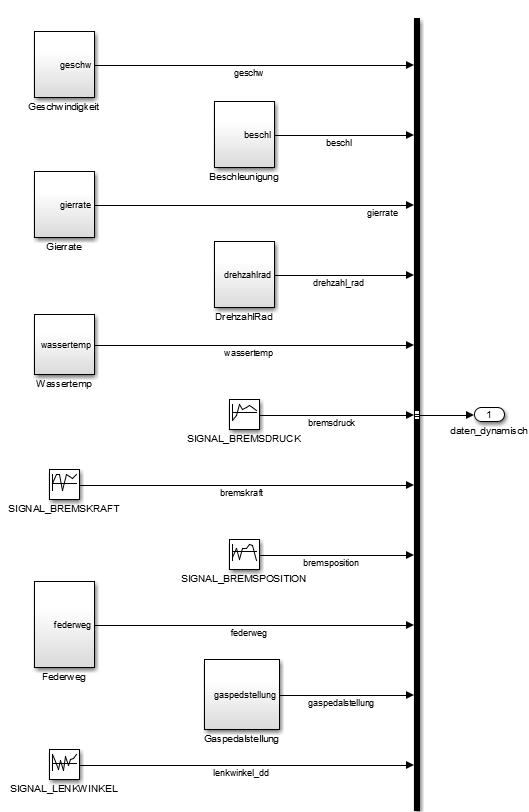 geschw
geschw
Geschwindigkeit
beschl
beschl
Beschleunigung
gierrate
gierrate
Gierrate
drehzahlrad
drehzahl_rad
DrehzahlRad
wassertemp
wassertemp
Wassertemp
bremsdruck
SIGNAL_BREMSDRUCK
1
daten_dynamisch
bremskraft
SIGNAL_BREMSKRAFT
bremsposition
SIGNAL_BREMSPOSITION
federweg
federweg
Federweg
gaspedstellung
gaspedalstellung
Gaspedalstellung
lenkwinkel_dd
SIGNAL_LENKWINKEL